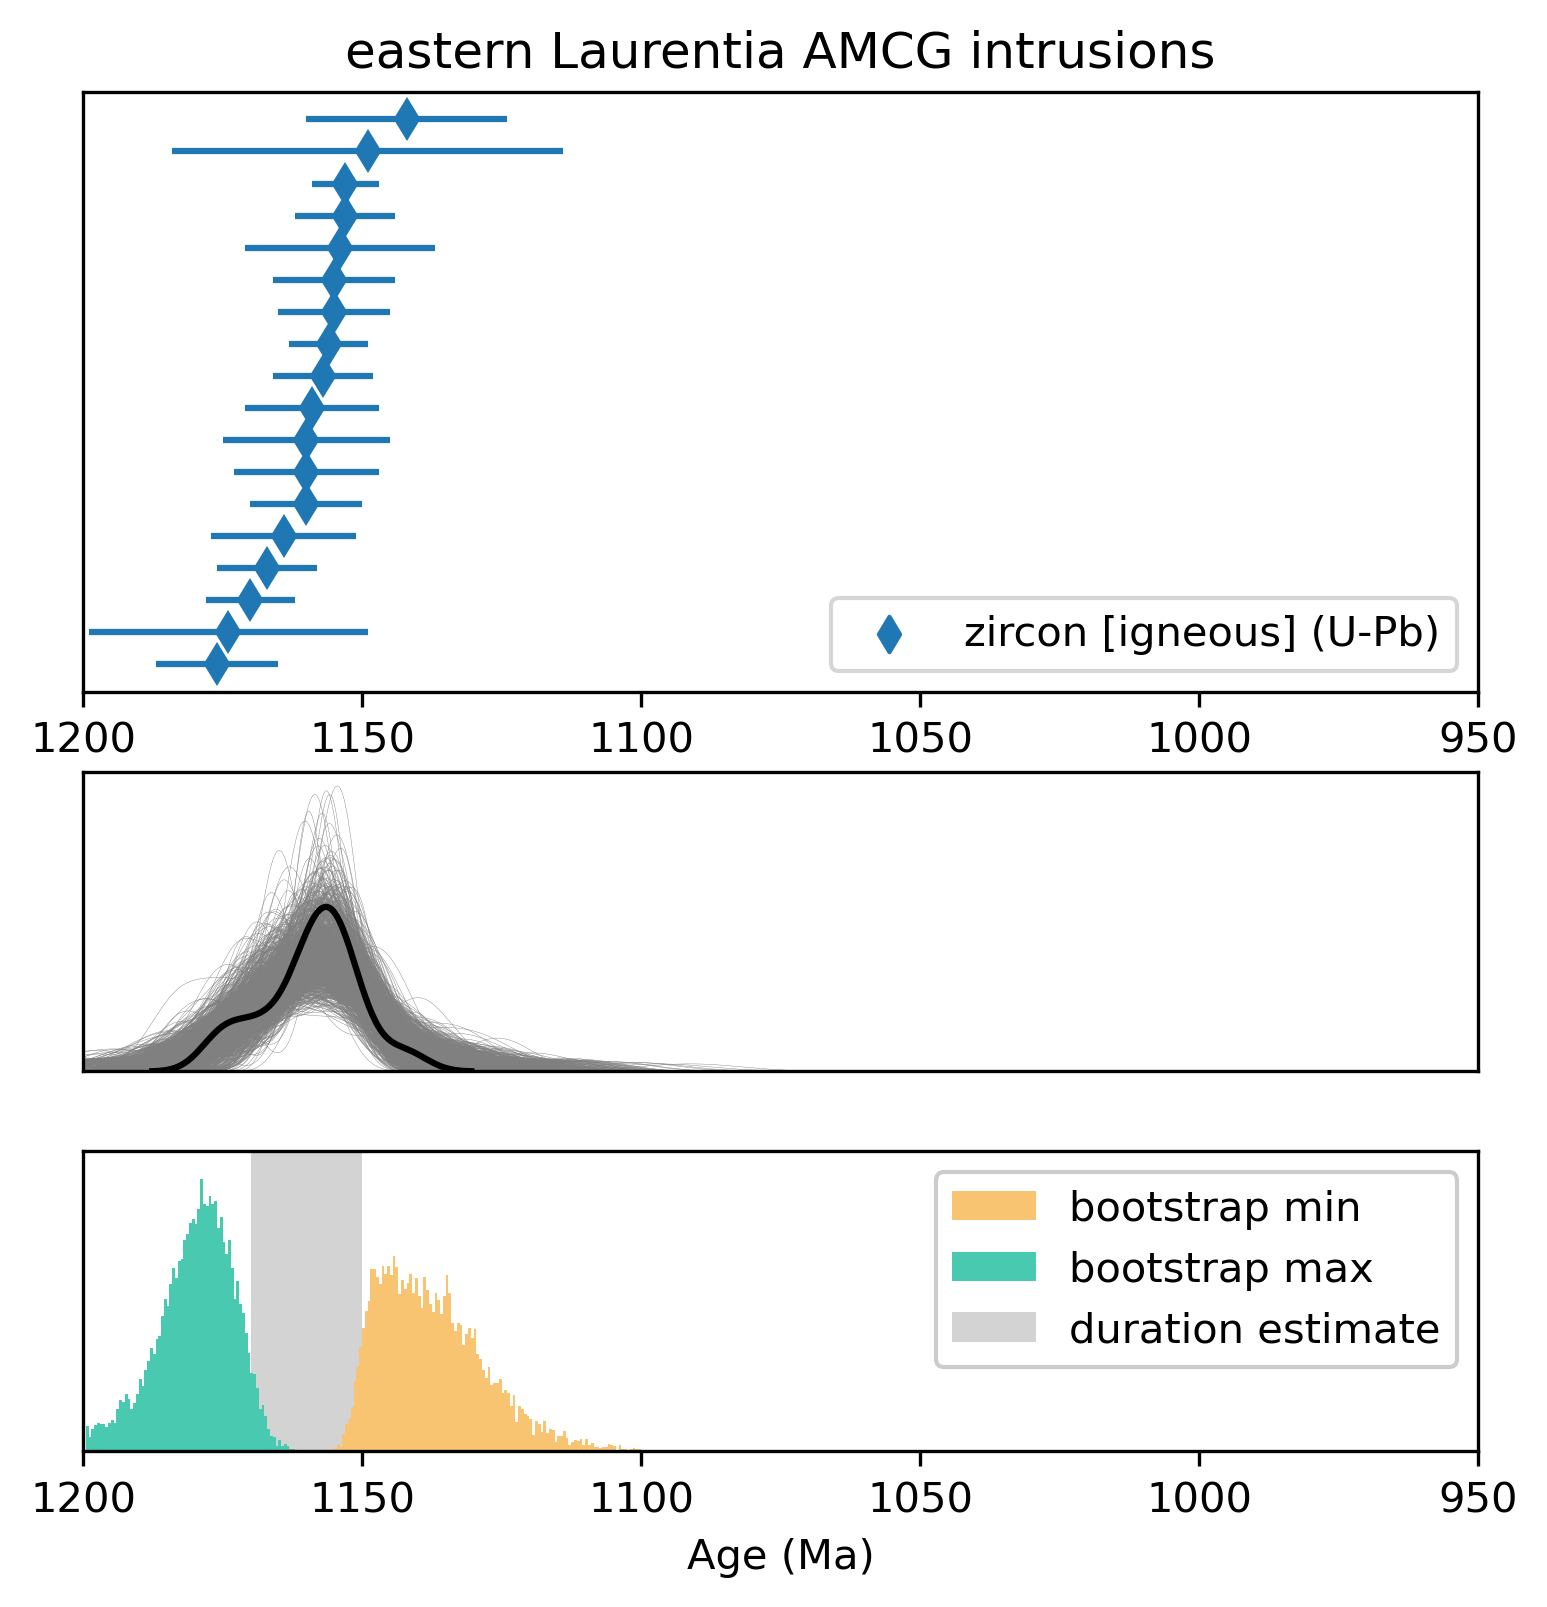 eastern Laurentia AMCG intrusions
zircon [igneous] (U-Pb)
1200 1150 1100 1050 1000 950
bootstrap min
bootstrap max
duration estimate
1200 1150 1100 1050 1000 950
Age (Ma)